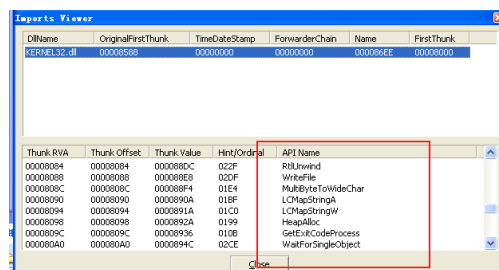 Imports Viewer
DllName OriginalFirstThunk TimeDateStamp ForwarderChain Name FirstThunk
KERNEL32.dll 00008588 00000000 00000000 000086EE 00008000
Thunk RVA Thunk Offset Thunk Value Hint/Ordinal API Name
00008084 00008084 000088DC 022F RtlUnwind
00008088 00008088 000088E8 02DF WriteFile
0000808C 0000808C 000088F4 01E4 MultiByteToWideChar
00008090 00008090 0000890A 01BF LCMapStringA
00008094 00008094 0000891A 01C0 LCMapStringW
00008098 00008098 0000892A 0199 HeapAlloc
0000809C 0000809C 00008936 010B GetExitCodeProcess
000080A0 000080A0 0000894C 02CE WaitForSingleObject
Close